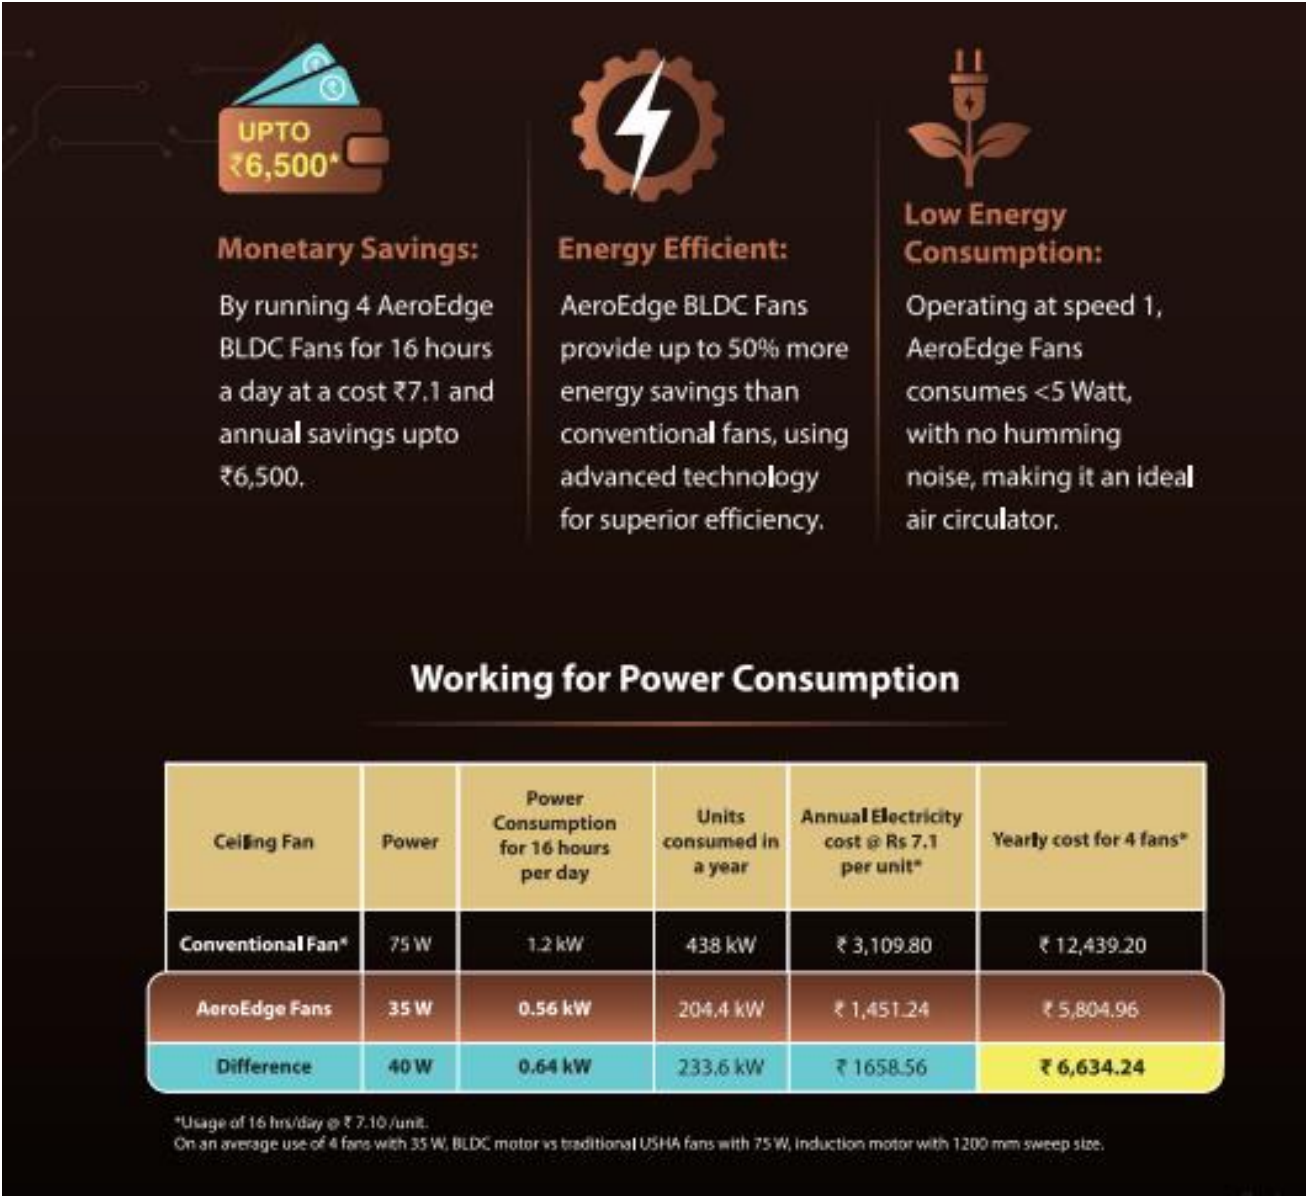 UPTO
₹6,500*
Monetary Savings:
By running 4 AeroEdge
BLDC Fans for 16 hours
a day at a cost ₹7.1 and
annual savings upto
₹6,500.
Energy Efficient:
AeroEdge BLDC Fans
provide up to 50% more
energy savings than
conventional fans, using
advanced technology
for superior efficiency.
Low Energy
Consumption:
Operating at speed 1,
AeroEdge Fans
consumes <5 Watt,
with no humming
noise, making it an ideal
air circulator.
Working for Power Consumption
Ceiling Fan
Power
Power
Consumption
for 16 hours
per day
Units
consumed in
a year
Annual Electricity
cost @ Rs 7.1
per unit*
Yearly cost for 4 fans*
Conventional Fan* 75 W 1.2 kW 438 kW ₹ 3,109.80 ₹ 12,439.20
AeroEdge Fans 35 W 0.56 kW 204.4 kW ₹ 1,451.24 ₹ 5,804.96
Difference 40 W 0.64 kW 233.6 kW ₹ 1658.56 ₹ 6,634.24
*Usage of 16 hrs/day @ ₹ 7.10 /unit.
On an average use of 4 fans with 35 W, BLDC motor vs traditional USHA fans with 75 W, induction motor with 1200 mm sweep size.